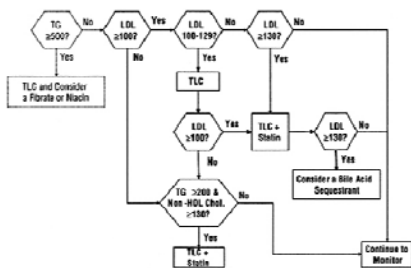 TG
≥500?
No
Yes
LDL
≥100?
Yes
No
LDL
100-129?
No
Yes
LDL
≥130?
No
Yes
TLC and Consider
a Fibrate or Niacin
TLC
LDL
≥100?
Yes
No
TLC +
Statin
LDL
≥130?
No
Yes
Consider a Bile Acid
Sequestrant
TG >200 &
Non -HDL Chol.
≥130?
No
Yes
TLC +
Statin
Continue to
Monitor